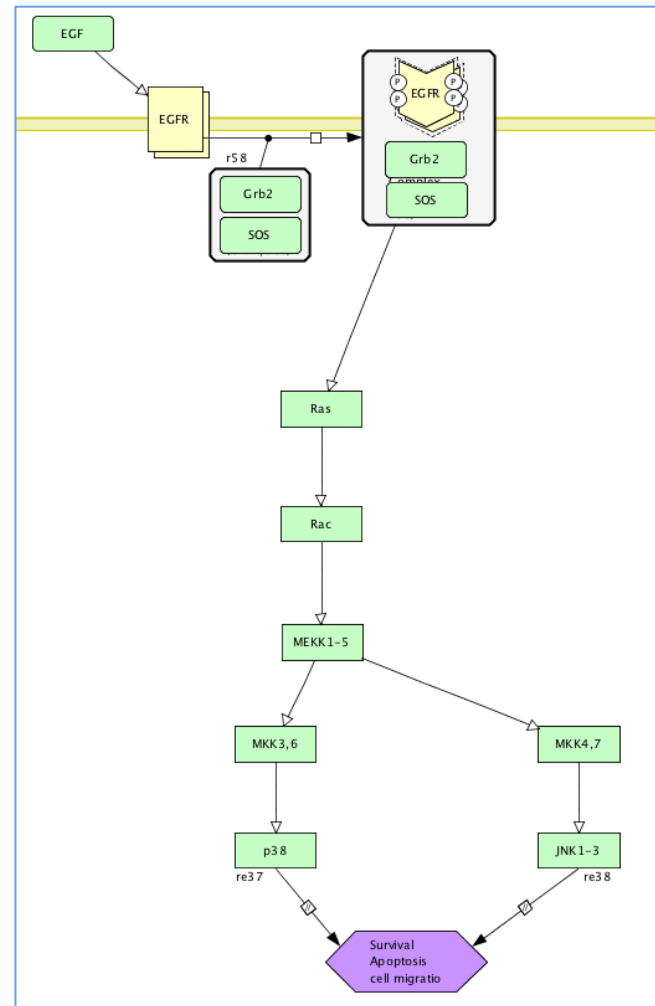 EGF
EGFR
P
P
EGFR
P
P
r58
Grb2
SOS
Grb2
omplex
SOS
Ras
Rac
MEKK1-5
MKK3,6
MKK4,7
p38
JNK1-3
re37
re38
Survival
Apoptosis
cell migratio